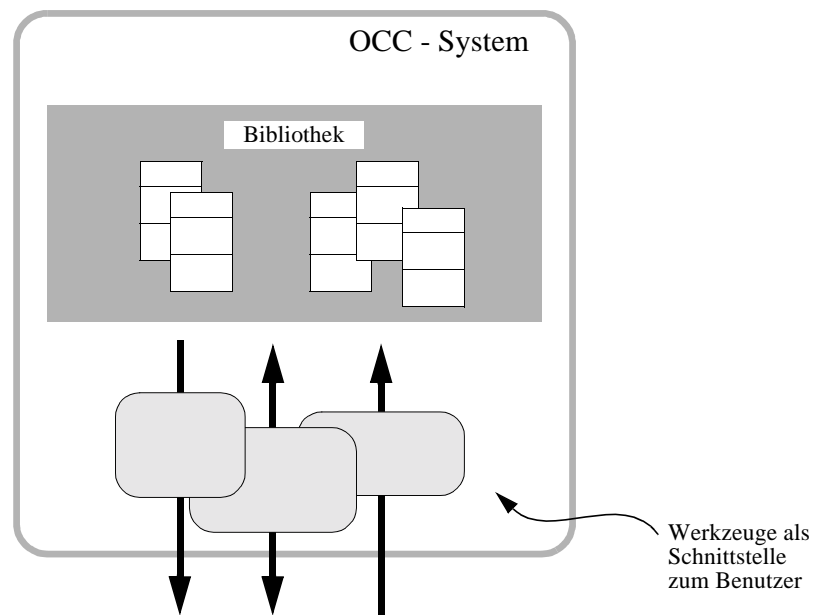 OCC - System
Bibliothek
Werkzeuge als
Schnittstelle
zum Benutzer